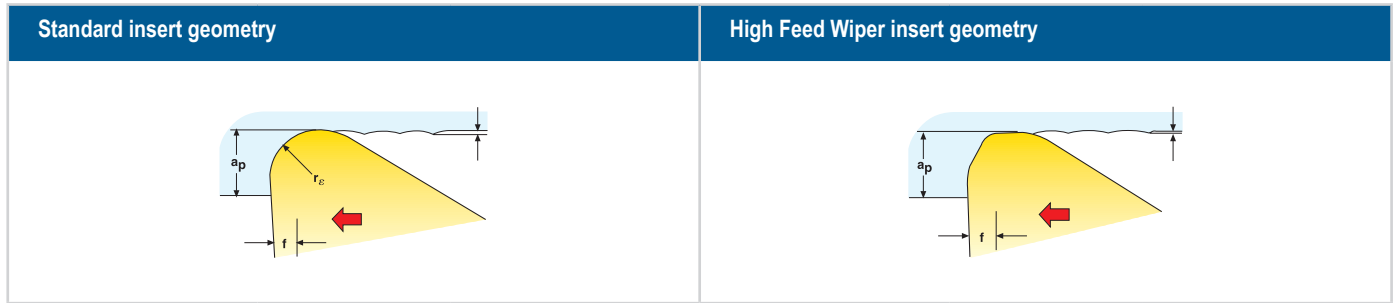 Standard insert geometry
High Feed Wiper insert geometry
ap
rε
f
ap
f